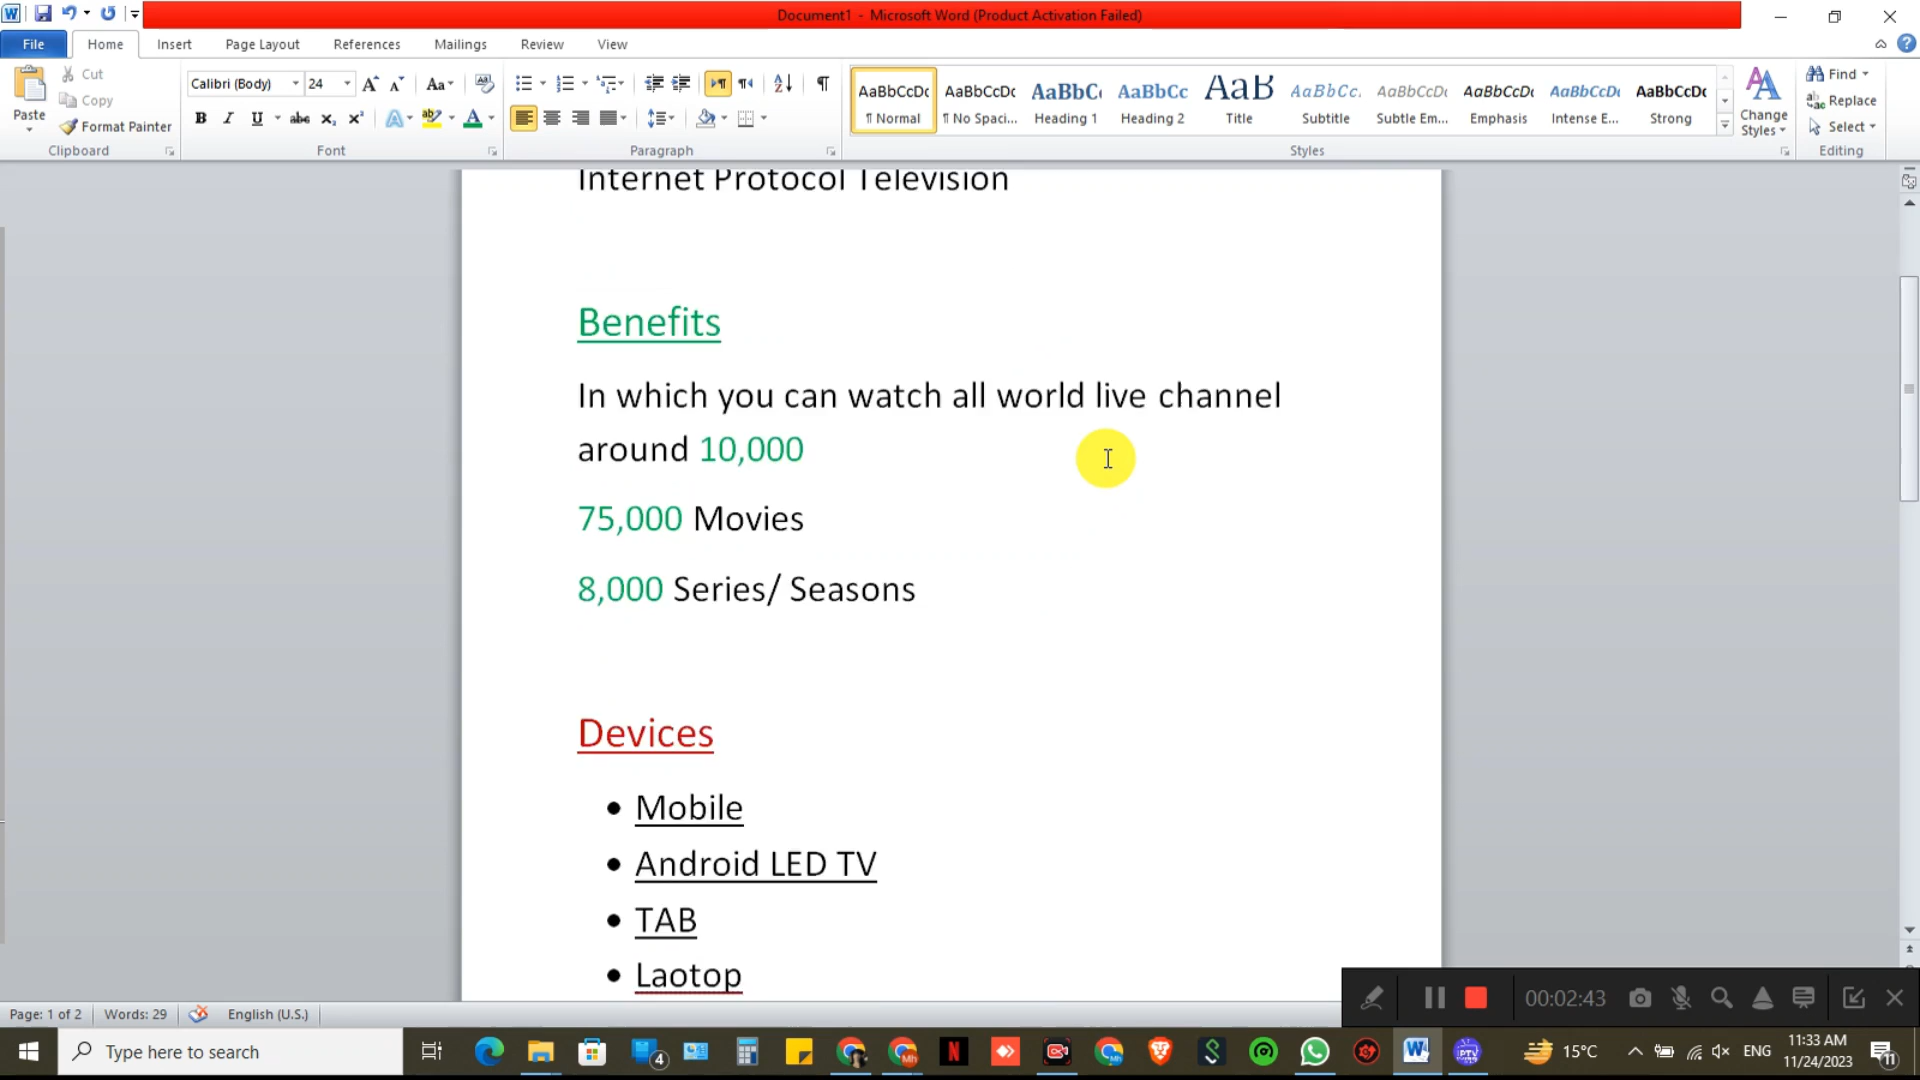 Document1 - Microsoft Word (Product Activation Failed)
File Home Insert Page Layout References Mailings Review View
Paste
Cut
Copy
Format Painter
Clipboard
Calibri (Body) 24
Font
Paragraph
AaBbCcDc AaBbCcDc AaBbC AaBbCc AaB AaBbCc. AaBbCcDc AaBbCcDc AaBbCcDc AaBbCcDc
¶ Normal ¶ No Spaci... Heading 1 Heading 2 Title Subtitle Subtle Em... Emphasis Intense E... Strong
Change
Styles
Styles
Find
Replace
Select
Editing
Internet Protocol Television
Benefits
In which you can watch all world live channel
around 10,000
75,000 Movies
8,000 Series/ Seasons
Devices
• Mobile
• Android LED TV
• TAB
• Laotop
00:02:43
Page: 1 of 2 Words: 29 English (U.S.)
Type here to search
15°C ENG
11:33 AM
11/24/2023